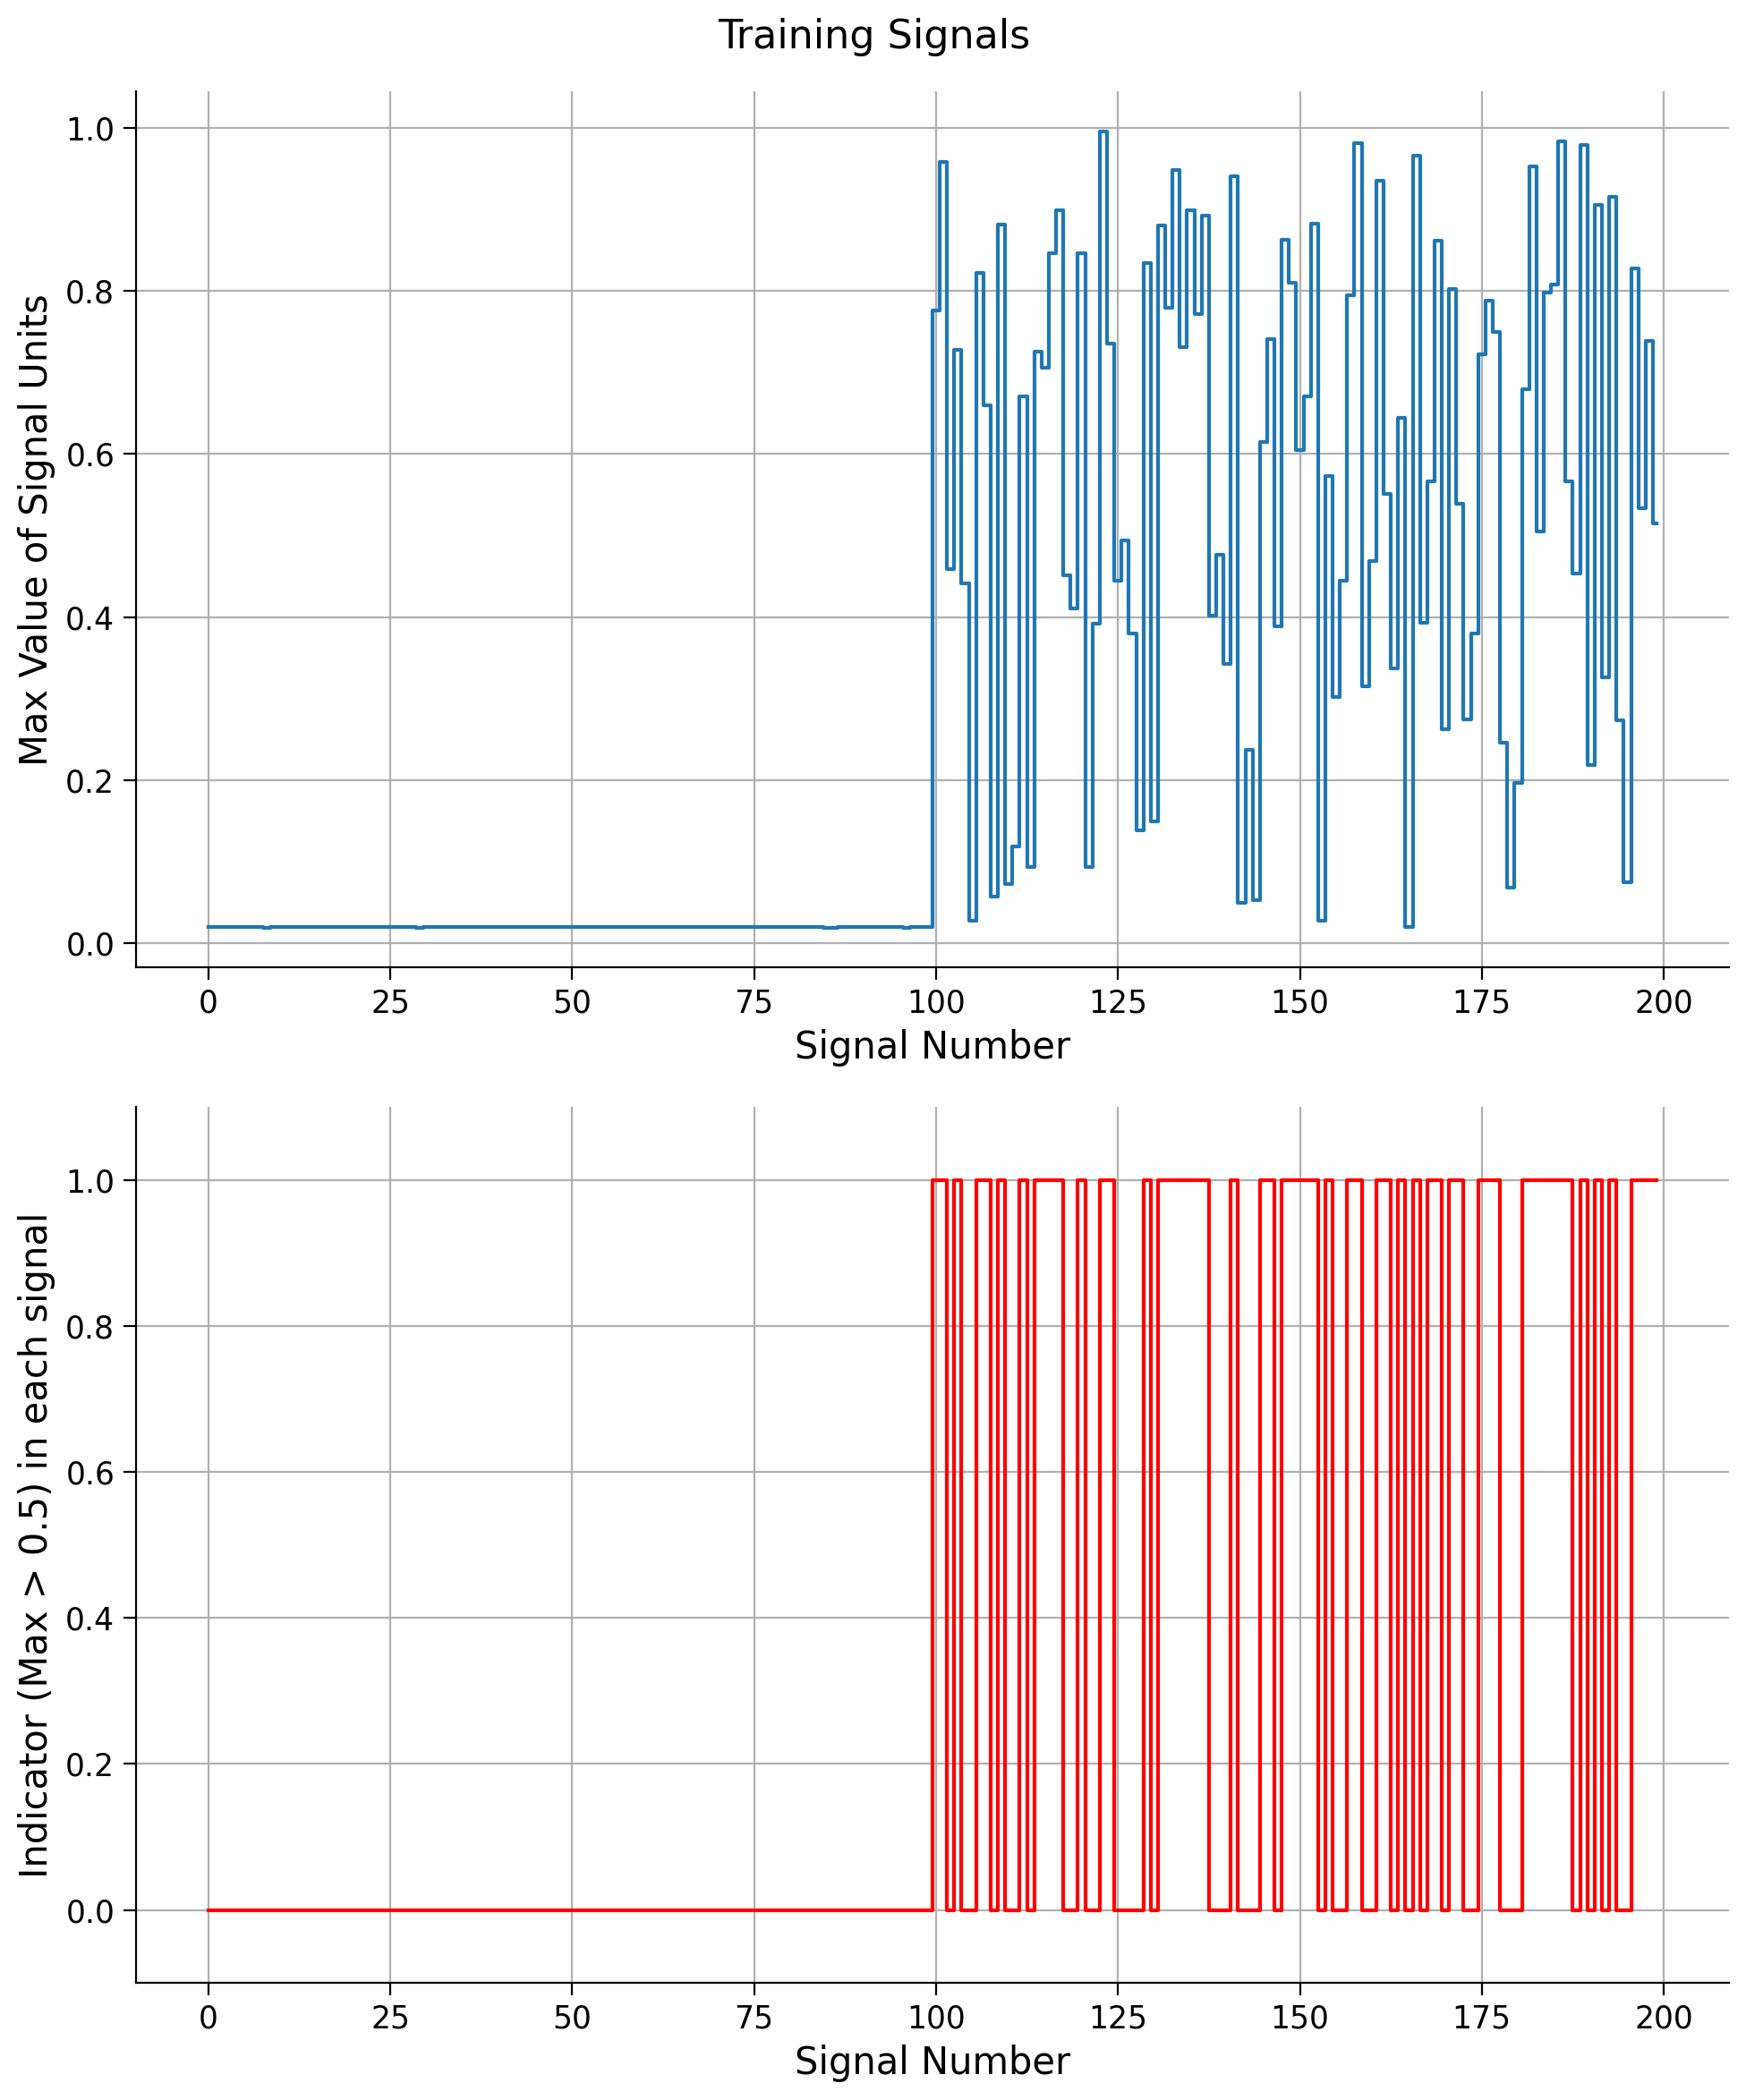 Training Signals
Max Value of Signal Units
1.0
0.8
0.6
0.4
0.2
0.0
0 25 50 75 100 125 150 175 200
Signal Number
Indicator (Max > 0.5) in each signal
1.0
0.8
0.6
0.4
0.2
0.0
0 25 50 75 100 125 150 175 200
Signal Number